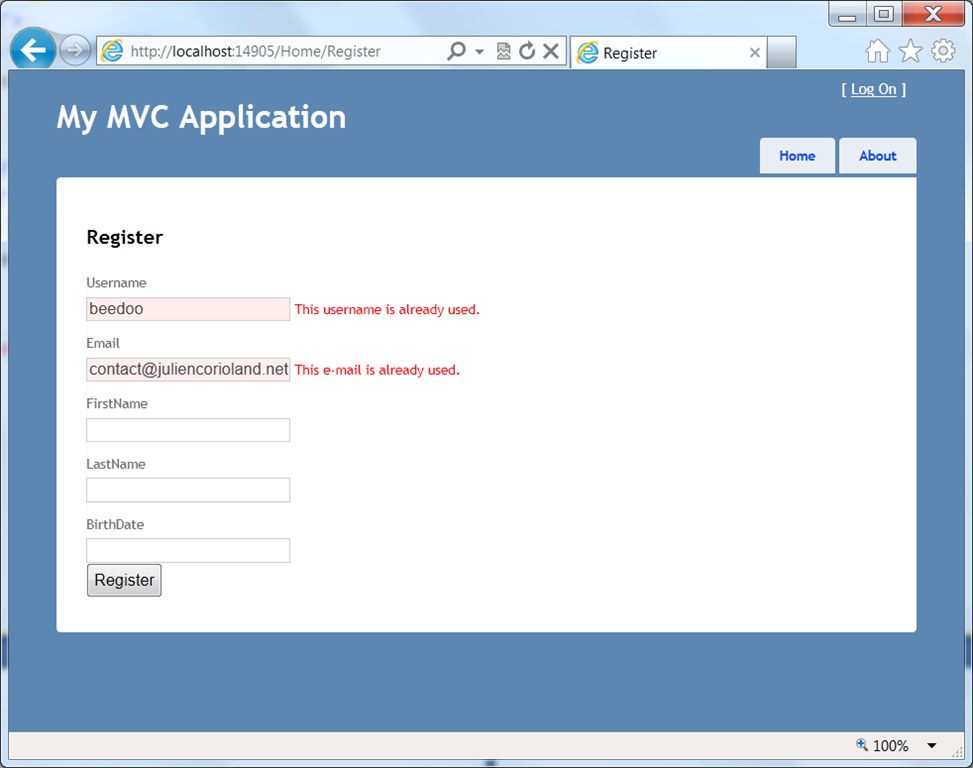 http://localhost:14905/Home/Register
Register
[ Log On ]
My MVC Application
Home
About
Register
Username
beedoo
This username is already used.
Email
contact@juliencorioland.net
This e-mail is already used.
FirstName
LastName
BirthDate
Register
100%